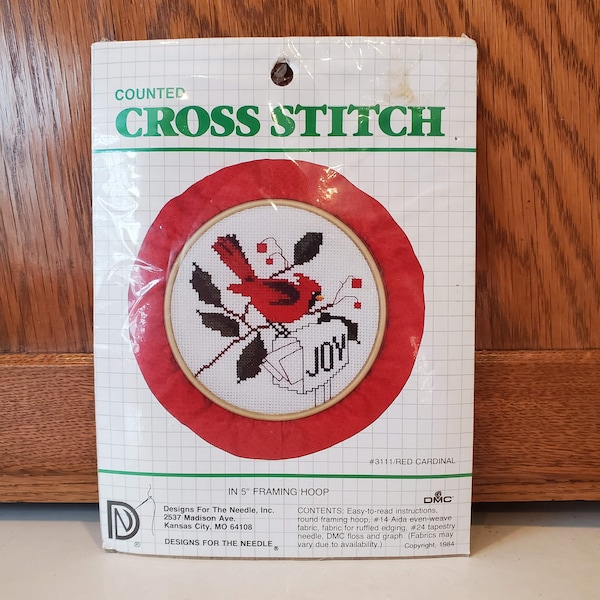 COUNTED
CROSS STITCH
JOY
#3111/RED CARDINAL
IN 5" FRAMING HOOP
DMC®
D N ®
Designs For The Needle, Inc.
2537 Madison Ave.
Kansas City, MO 64108
DESIGNS FOR THE NEEDLE®
CONTENTS: Easy-to-read instructions,
round framing hoop, #14 Aida even-weave
fabric, fabric for ruffled edging, #24 tapestry
needle, DMC floss and graph. (Fabrics may
vary due to availability.)
Copyright, 1984